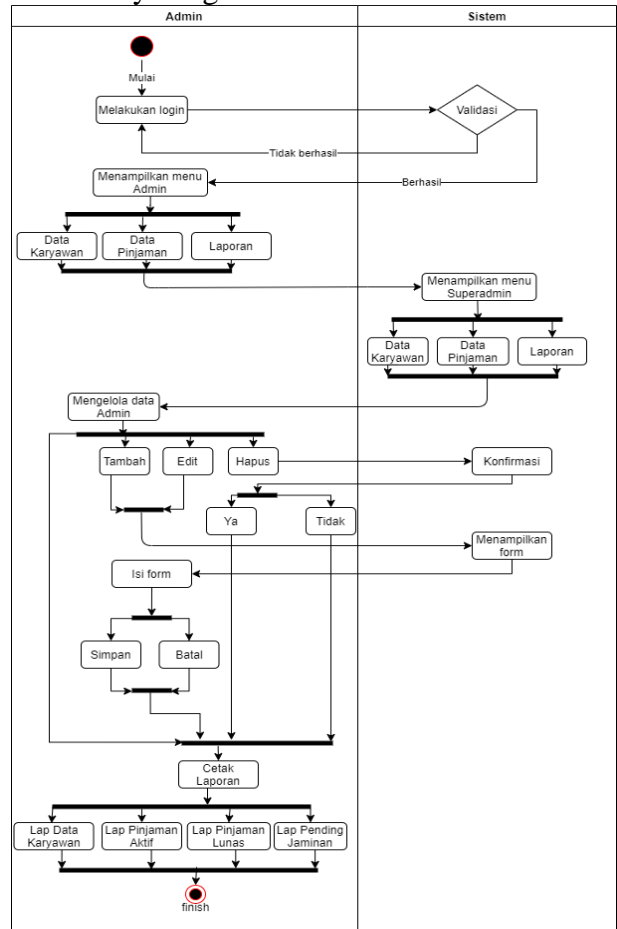 Admin
Sistem
Mulai
Melakukan login
Validasi
Tidak berhasil
Menampilkan menu
Admin
Berhasil
Data
Karyawan
Data
Pinjaman
Laporan
Menampilkan menu
Superadmin
Data
Karyawan
Data
Pinjaman
Laporan
Mengelola data
Admin
Tambah
Edit
Hapus
Konfirmasi
Ya
Tidak
Menampilkan
form
Isi form
Simpan
Batal
Cetak
Laporan
Lap Data
Karyawan
Lap Pinjaman
Aktif
Lap Pinjaman
Lunas
Lap Pending
Jaminan
finish